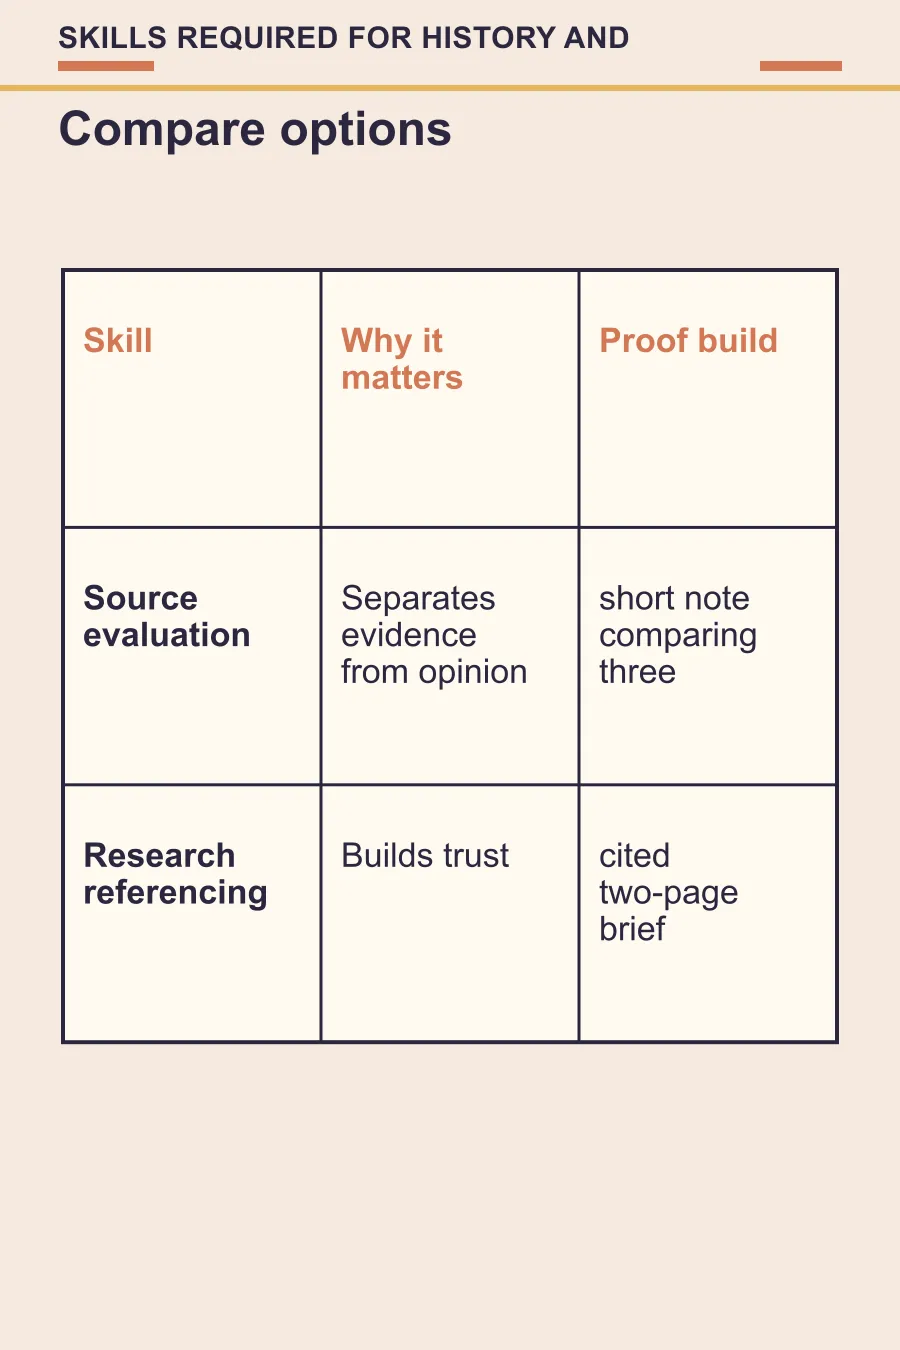 SKILLS REQUIRED FOR HISTORY AND
Compare options
Skill
Why it
matters
Proof build
Source
evaluation
Separates
evidence
from opinion
short note
comparing
three
Research
referencing
Builds trust
cited
two-page
brief